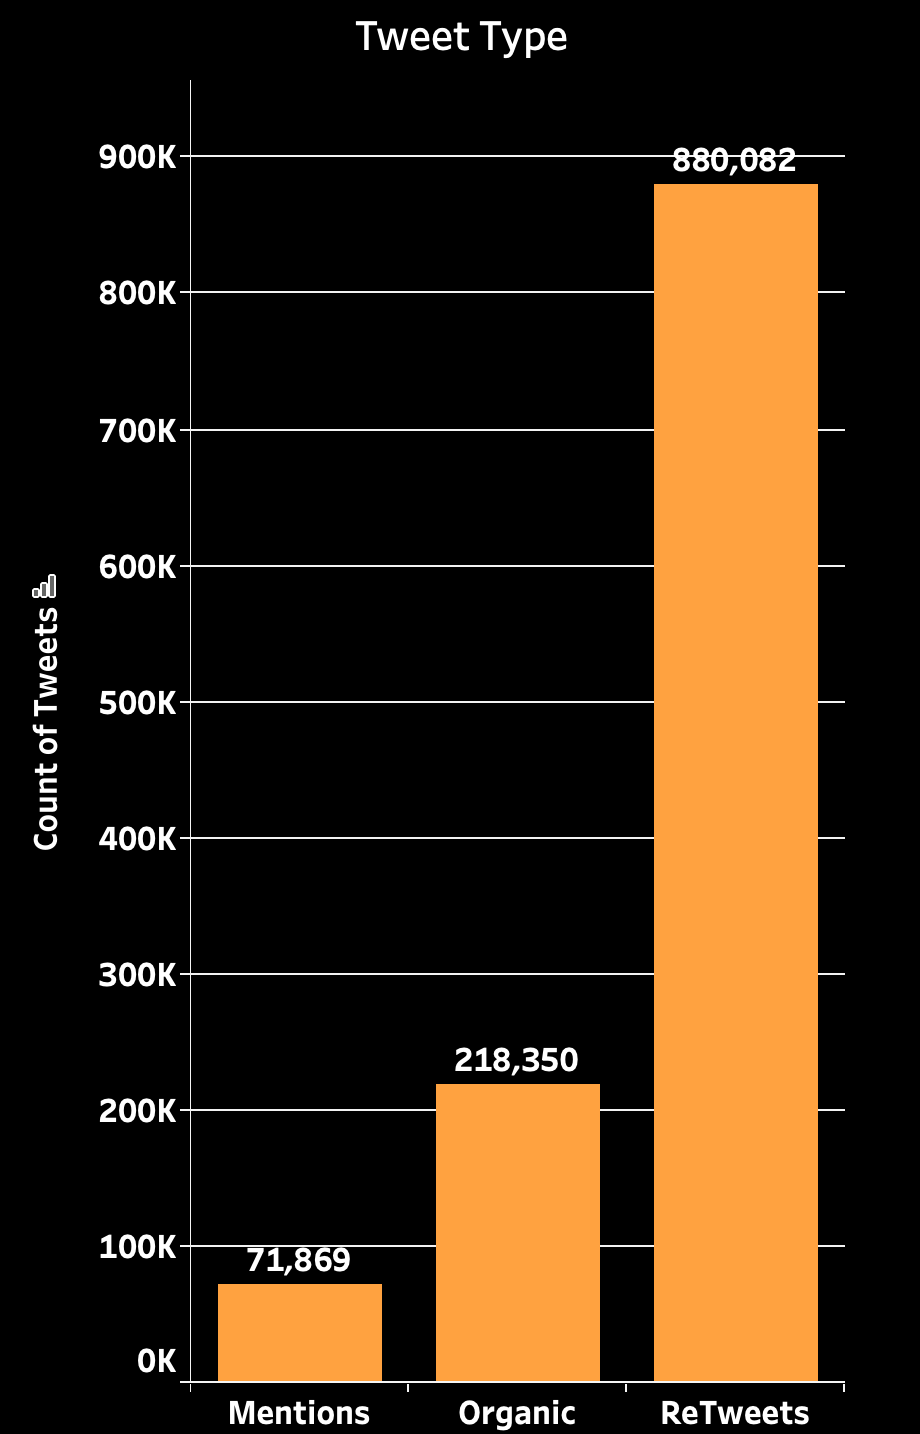 Tweet Type
Count of Tweets
900K
800K
700K
600K
500K
400K
300K
200K
100K
0K
880,082
218,350
71,869
Mentions
Organic
ReTweets